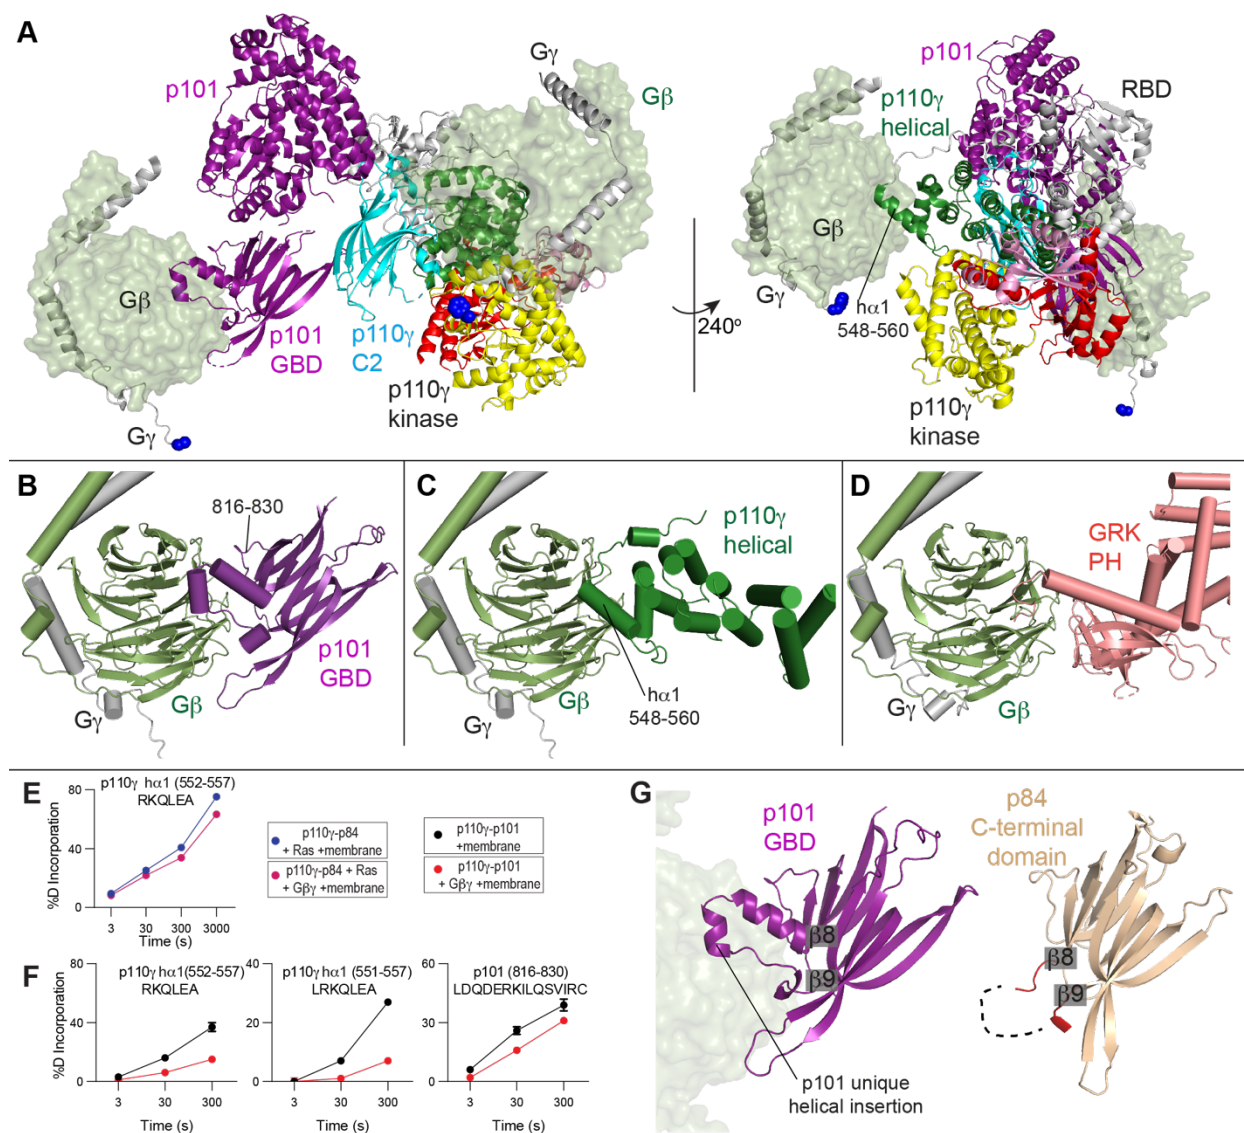 A
p101
Gγ
Gβ
Gβ
p101
GBD
p110γ
C2
p110γ
kinase
Gγ
240°
p101
RBD
p110γ
helical
Gβ
Gγ
hα1
548-560
p110γ
kinase
B
816-830
p101
GBD
Gβ
Gγ
C
p110γ
helical
hα1
548-560
Gβ
Gγ
D
GRK
PH
Gγ
Gβ
E
p110γ hα1 (552-557)
RKQLEA
%D Incorporation
80
40
0
3
30
300
3000
Time (s)
p110γ-p84
+ Ras +membrane
p110γ-p84 + Ras
+ Gβγ +membrane
p110γ-p101
+membrane
p110γ-p101
+ Gβγ +membrane
F
p110γ hα1(552-557)
RKQLEA
%D Incorporation
80
40
0
3
30
300
Time (s)
p110γ hα1 (551-557)
LRKQLEA
30
15
0
3
30
300
Time (s)
p101 (816-830)
LDQDERKILQSVIRC
60
30
0
3
30
300
Time (s)
G
p101
GBD
β8
β9
p101 unique
helical insertion
p84
C-terminal
domain
β8
β9